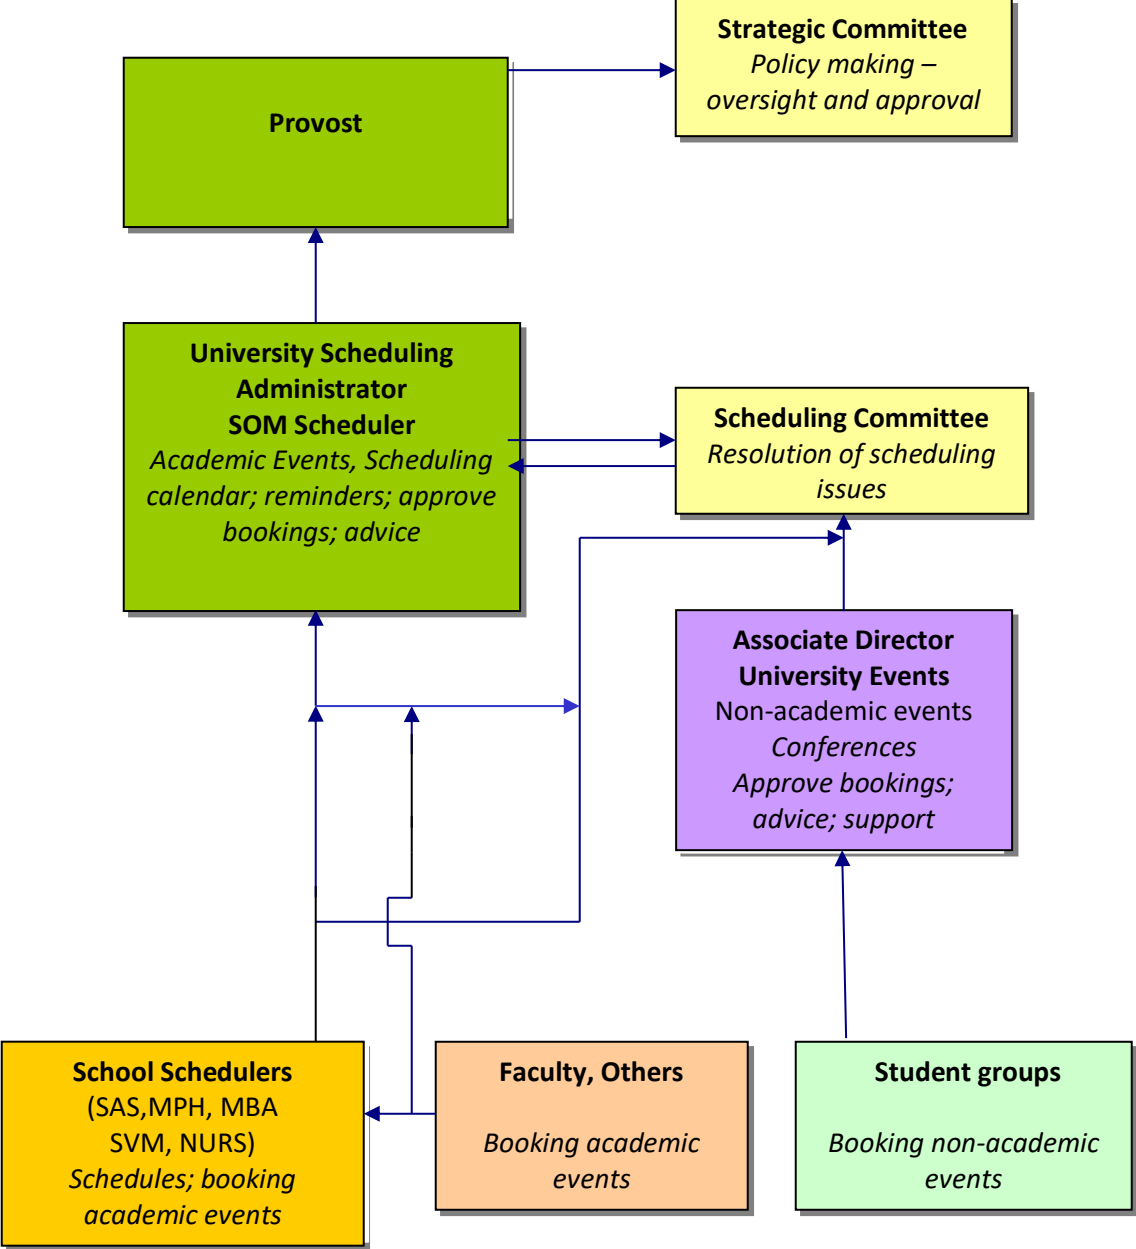 Strategic Committee
Policy making –
oversight and approval
Provost
University Scheduling
Administrator
SOM Scheduler
Academic Events, Scheduling
calendar; reminders; approve
bookings; advice
Scheduling Committee
Resolution of scheduling
issues
Associate Director
University Events
Non-academic events
Conferences
Approve bookings;
advice; support
School Schedulers
(SAS,MPH, MBA
SVM, NURS)
Schedules; booking
academic events
Faculty, Others
Booking academic
events
Student groups
Booking non-academic
events